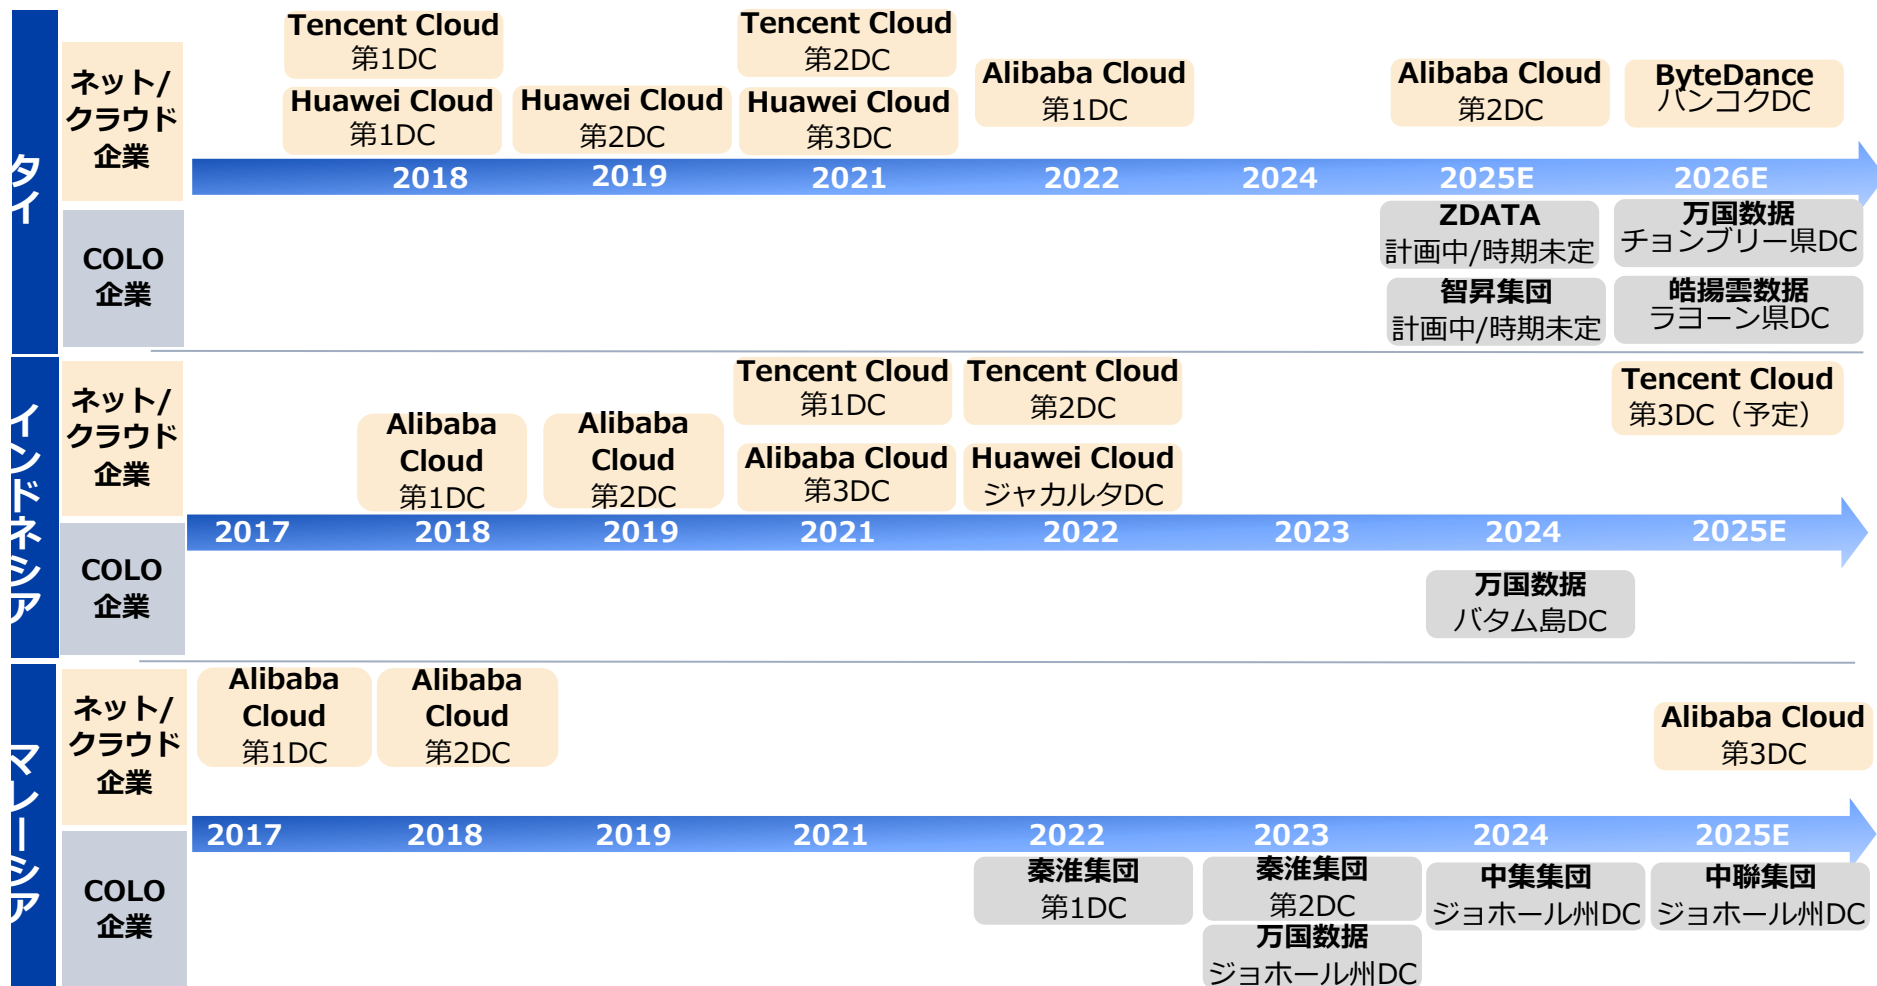 タイ
ネット/
クラウド
企業
Tencent Cloud
第1DC
Huawei Cloud
第1DC
Huawei Cloud
第2DC
Tencent Cloud
第2DC
Huawei Cloud
第3DC
Alibaba Cloud
第1DC
Alibaba Cloud
第2DC
ByteDance
バンコクDC
2018
2019
2021
2022
2024
2025E
2026E
COLO
企業
ZDATA
計画中/時期未定
智昇集団
計画中/時期未定
万国数据
チョンブリー県DC
皓揚雲数据
ラヨーン県DC
インドネシア
ネット/
クラウド
企業
Alibaba
Cloud
第1DC
Alibaba
Cloud
第2DC
Tencent Cloud
第1DC
Alibaba Cloud
第3DC
Tencent Cloud
第2DC
Huawei Cloud
ジャカルタDC
Tencent Cloud
第3DC（予定）
2017
2018
2019
2021
2022
2023
2024
2025E
COLO
企業
万国数据
バタム島DC
マレーシア
ネット/
クラウド
企業
Alibaba
Cloud
第1DC
Alibaba
Cloud
第2DC
Alibaba Cloud
第3DC
2017
2018
2019
2021
2022
2023
2024
2025E
COLO
企業
秦淮集団
第1DC
秦淮集団
第2DC
万国数据
ジョホール州DC
中集集団
ジョホール州DC
中聯集団
ジョホール州DC